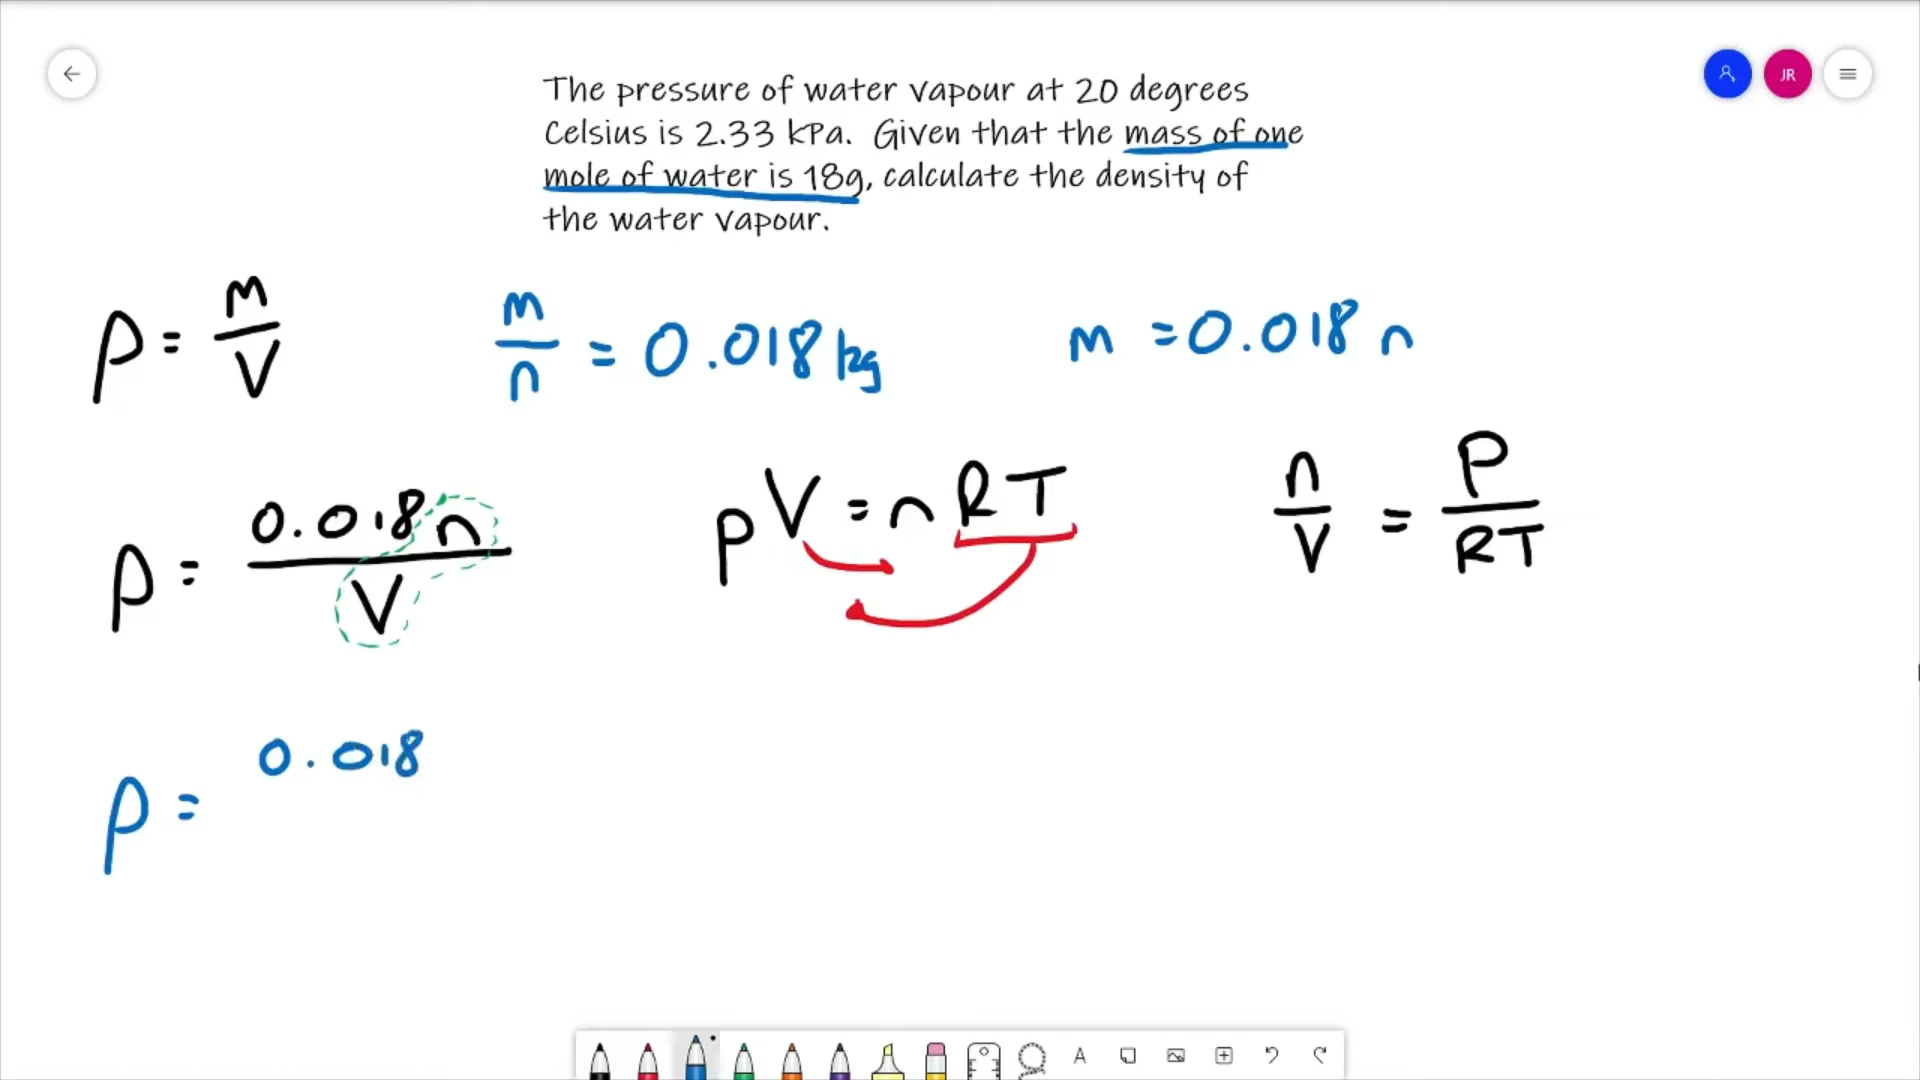 The pressure of water vapour at 20 degrees
Celsius is 2.33 kPa. Given that the mass of one
mole of water is 18g, calculate the density of
the water vapour.
JR
ρ = m/V
m/n = 0.018 kg
m = 0.018 n
ρ = 0.018 n/V
pV = nRT
n/V = P/RT
ρ = 0.018
A